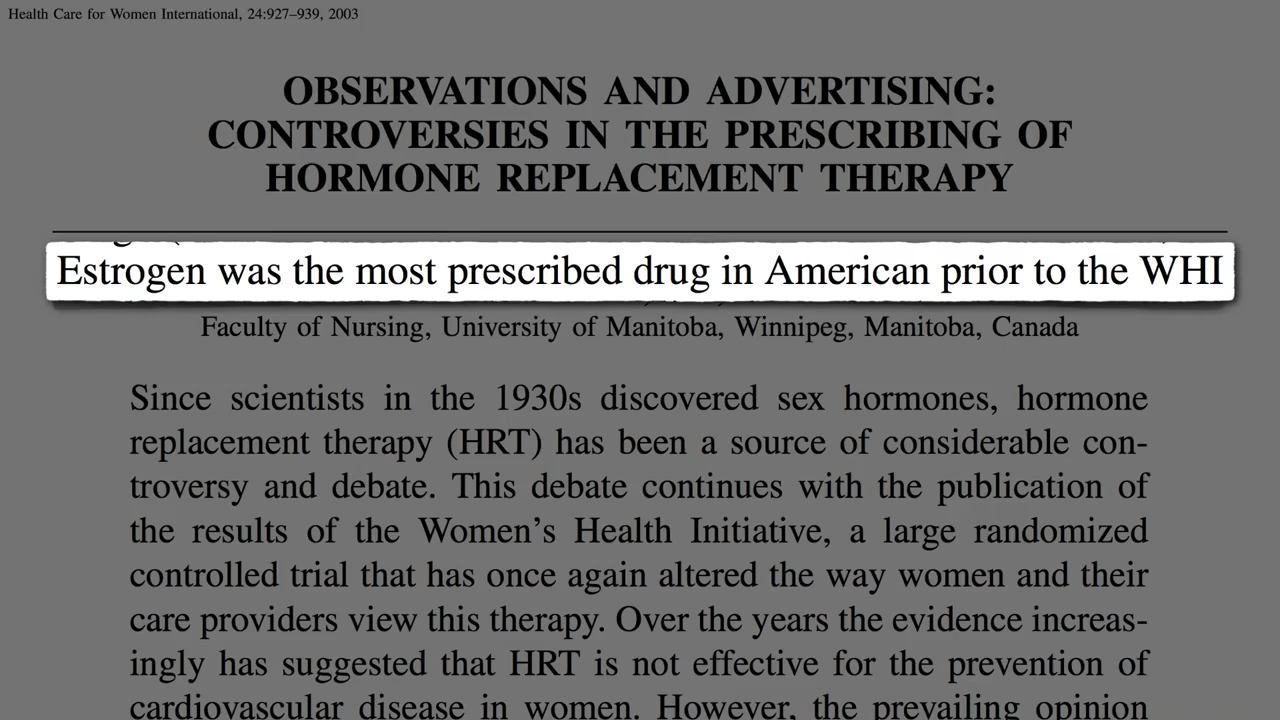 Health Care for Women International, 24:927–939, 2003
OBSERVATIONS AND ADVERTISING:
CONTROVERSIES IN THE PRESCRIBING OF
HORMONE REPLACEMENT THERAPY
Estrogen was the most prescribed drug in American prior to the WHI
Faculty of Nursing, University of Manitoba, Winnipeg, Manitoba, Canada
Since scientists in the 1930s discovered sex hormones, hormone
replacement therapy (HRT) has been a source of considerable con-
troversy and debate. This debate continues with the publication of
the results of the Women's Health Initiative, a large randomized
controlled trial that has once again altered the way women and their
care providers view this therapy. Over the years the evidence increas-
ingly has suggested that HRT is not effective for the prevention of
cardiovascular disease in women. However, the prevailing opinion